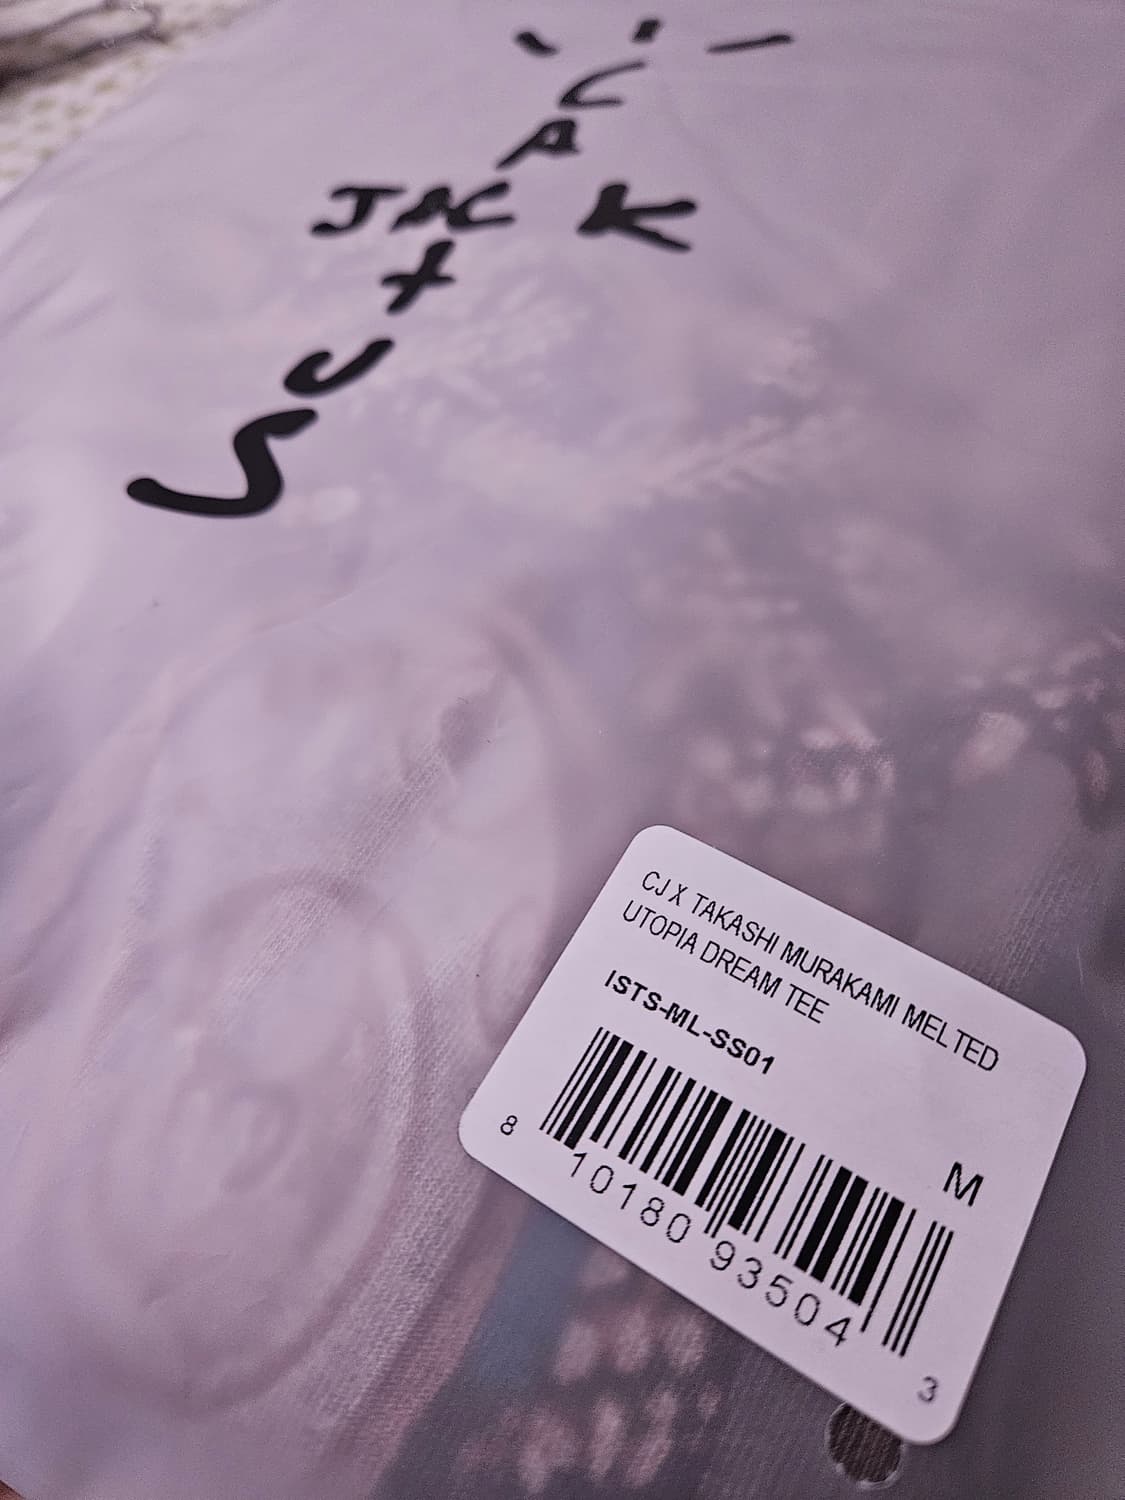 CACTUS
JACK
CJ X TAKASHI MURAKAMI MELTED
UTOPIA DREAM TEE
ISTS-ML-SS01
M
8 10180 93504 3